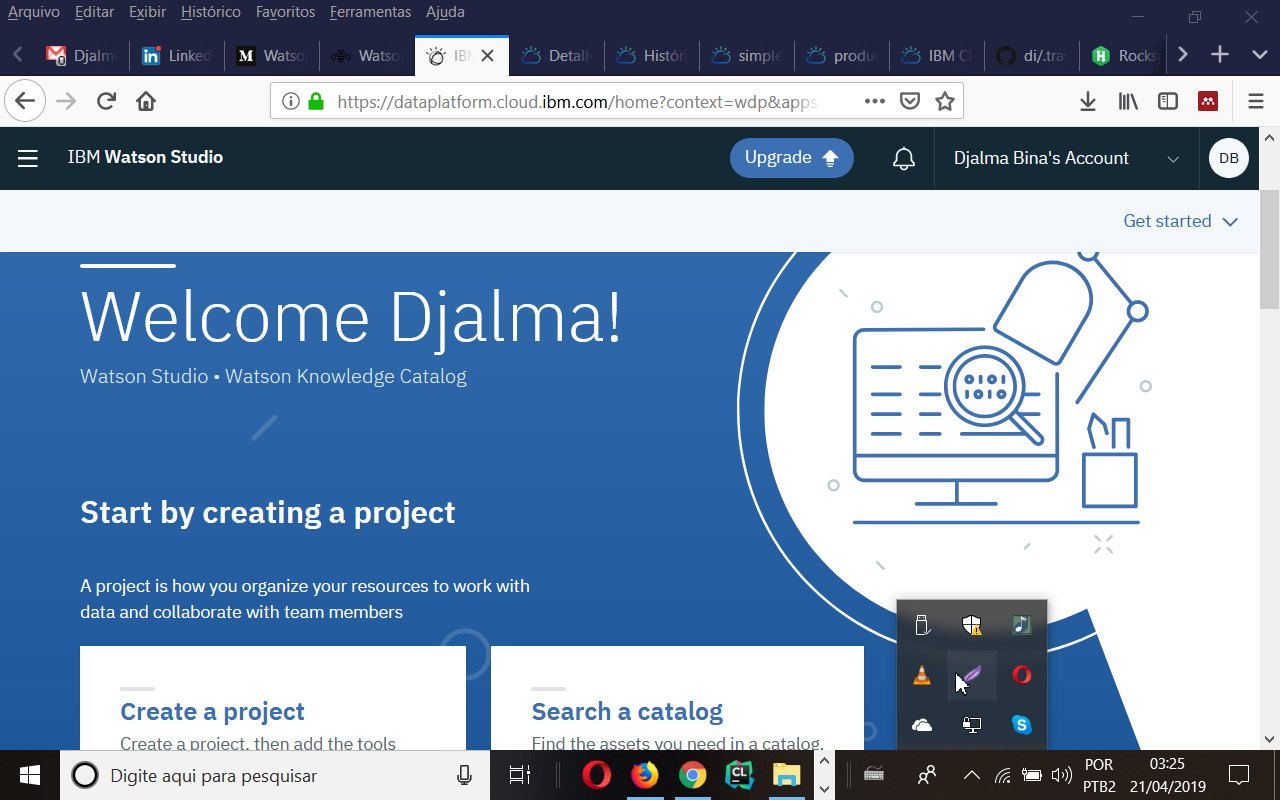 Arquivo Editar Exibir Histórico Favoritos Ferramentas Ajuda
Djalm Linked Watso Watso IB Detalh Histór simple produ IBM C di/.tra Rocks
https://dataplatform.cloud.ibm.com/home?context=wdp&apps
IBM Watson Studio Upgrade Djalma Bina's Account DB
Get started
Welcome Djalma!
Watson Studio • Watson Knowledge Catalog
Start by creating a project
A project is how you organize your resources to work with
data and collaborate with team members
Create a project Search a catalog
Create a project, then add the tools Find the assets you need in a catalog,
Digite aqui para pesquisar
POR
PTB2
03:25
21/04/2019